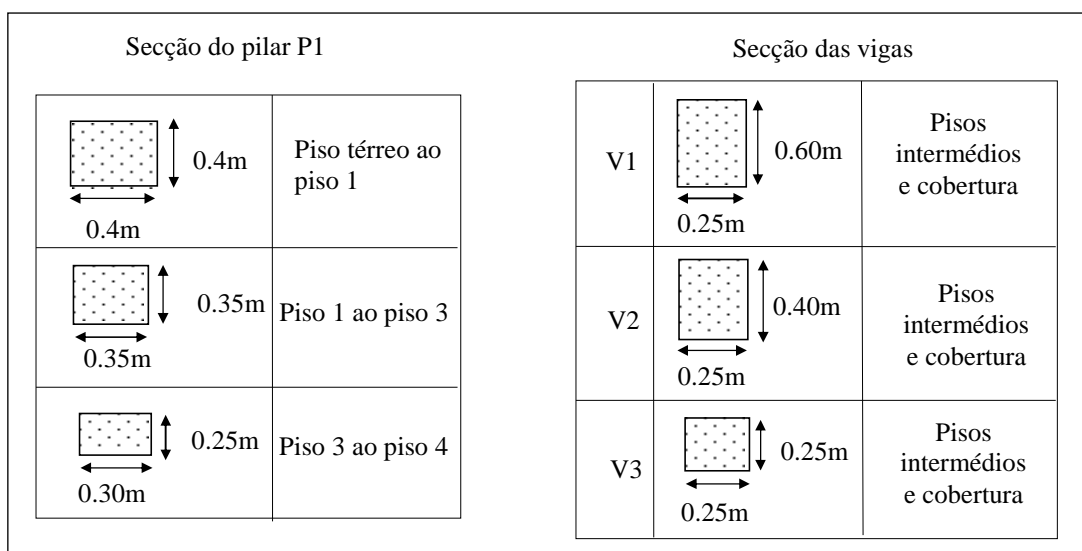 Secção do pilar P1
0.4m
0.4m
Piso térreo ao
piso 1
0.35m
0.35m
Piso 1 ao piso 3
0.25m
0.30m
Piso 3 ao piso 4
Secção das vigas
V1
0.60m
0.25m
Pisos
intermédios
e cobertura
V2
0.40m
0.25m
Pisos
intermédios
e cobertura
V3
0.25m
0.25m
Pisos
intermédios
e cobertura